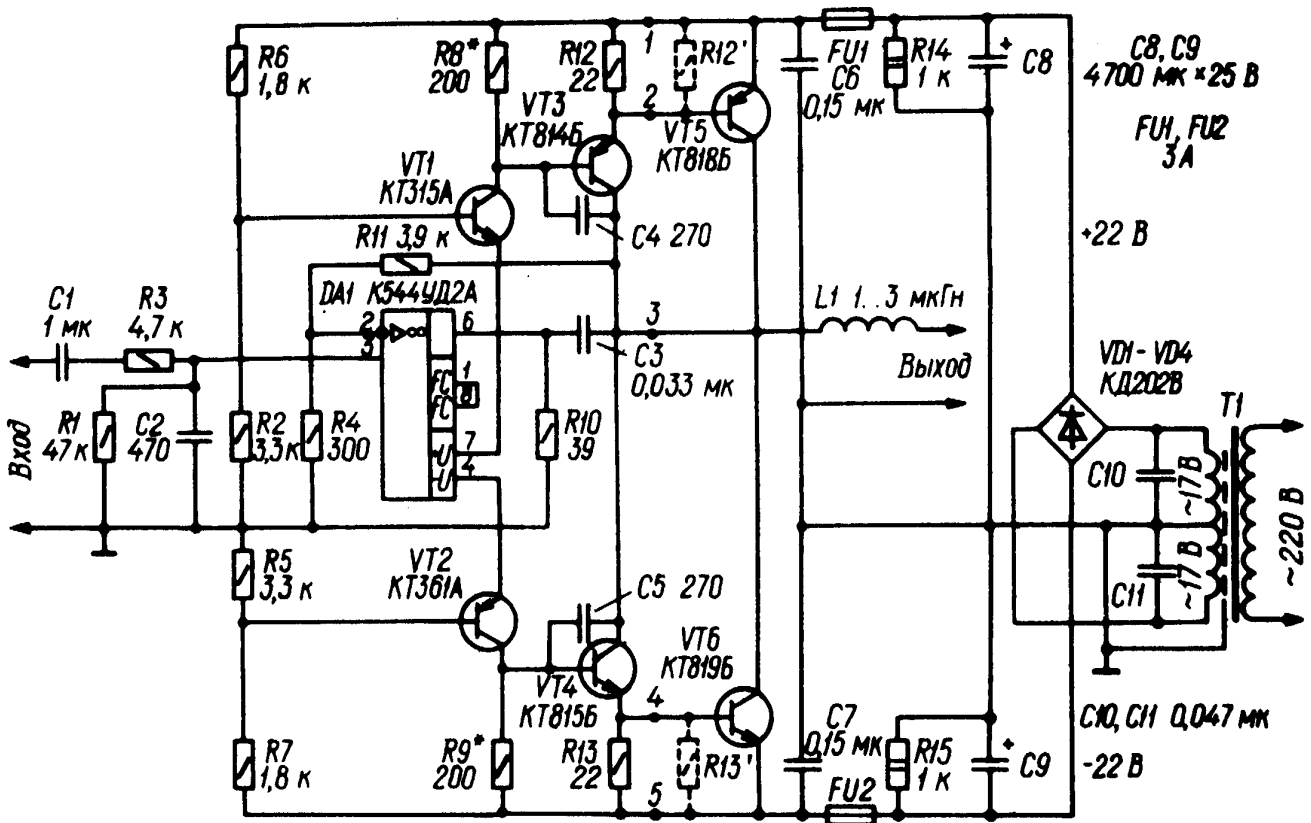 R6
1,8 к
R8*
200
R12
22
1
R12'
FU1
C6
0,15 мк
R14
1 к
+
C8
C8, C9
4700 мк×25 В
FU1, FU2
3 А
VT3
КТ814Б
2
VT5
КТ818Б
VT1
КТ315А
C4 270
+22 В
R11 3,9 к
DA1 К544УД2А
C1
1 мк
R3
4,7 к
2
3
▷∞
6
3
C3
0,033 мк
L1 1..3 мкГн
Выход
VD1-VD4
КД202В
T1
FC 1
FC 8
Вход
R1
47 к
C2
470
R2
3,3 к
R4
300
U 7
-U 4
R10
39
C10
~17 В
~220 В
R5
3,3 к
VT2
КТ361А
C5 270
C11
~17 В
VT4
КТ815Б
VT6
КТ819Б
4
C10, C11 0,047 мк
R7
1,8 к
R9*
200
R13
22
R13'
5
C7
0,15 мк
FU2
R15
1 к
+
C9
-22 В